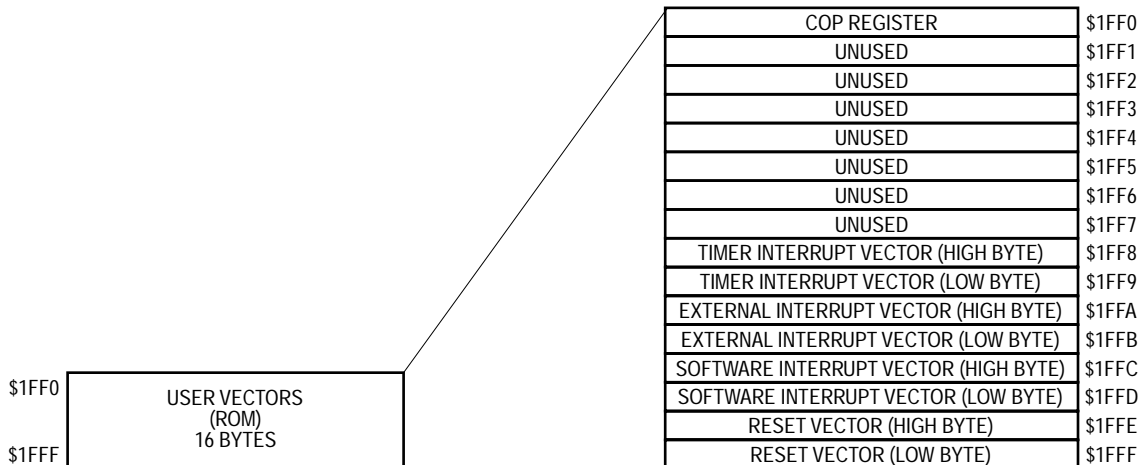 COP REGISTER $1FF0
UNUSED $1FF1
UNUSED $1FF2
UNUSED $1FF3
UNUSED $1FF4
UNUSED $1FF5
UNUSED $1FF6
UNUSED $1FF7
TIMER INTERRUPT VECTOR (HIGH BYTE) $1FF8
TIMER INTERRUPT VECTOR (LOW BYTE) $1FF9
EXTERNAL INTERRUPT VECTOR (HIGH BYTE) $1FFA
EXTERNAL INTERRUPT VECTOR (LOW BYTE) $1FFB
SOFTWARE INTERRUPT VECTOR (HIGH BYTE) $1FFC
SOFTWARE INTERRUPT VECTOR (LOW BYTE) $1FFD
RESET VECTOR (HIGH BYTE) $1FFE
RESET VECTOR (LOW BYTE) $1FFF
$1FF0
USER VECTORS
(ROM)
16 BYTES
$1FFF